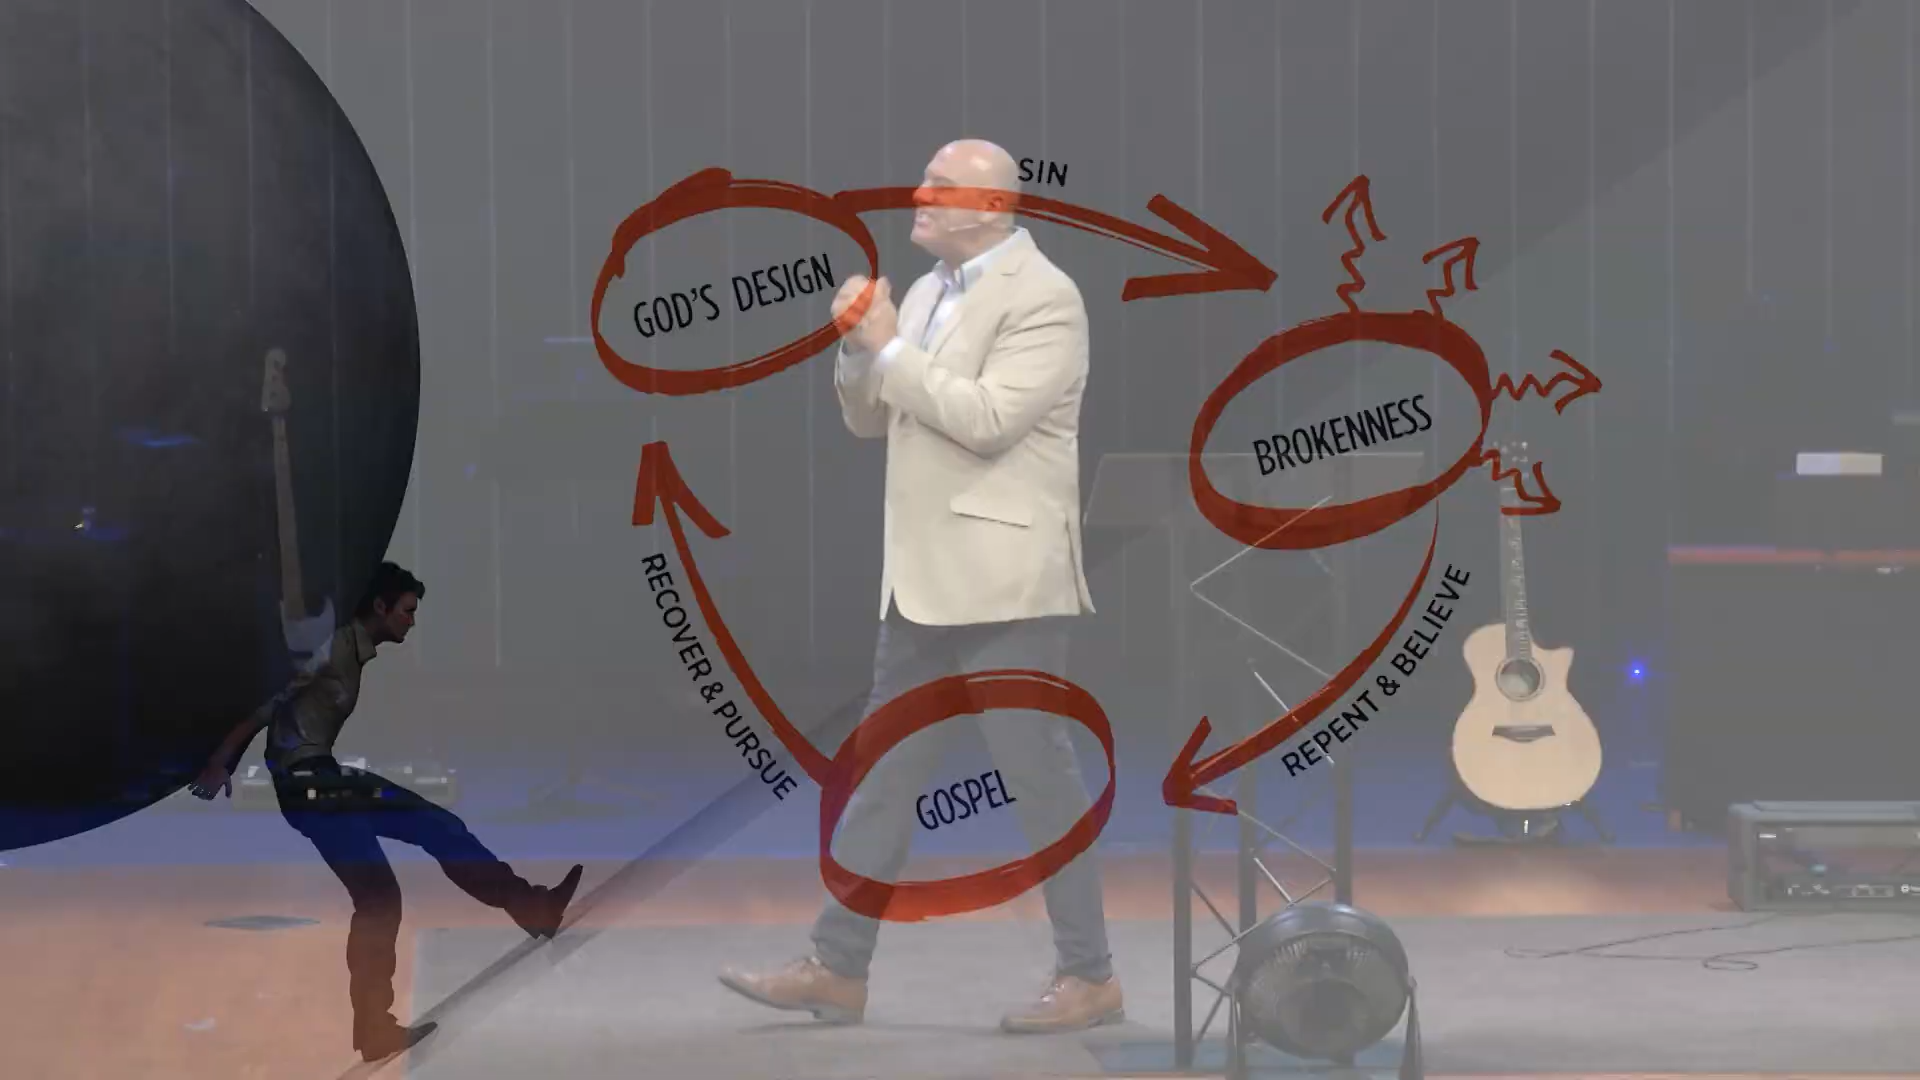 SIN
GOD'S DESIGN
BROKENNESS
REPENT & BELIEVE
GOSPEL
RECOVER & PURSUE